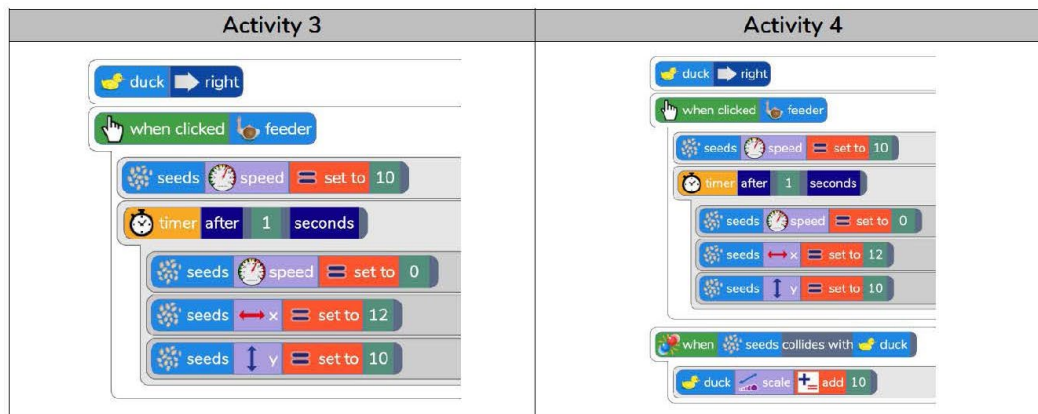 Activity 3
duck right
when clicked feeder
seeds speed = set to 10
timer after 1 seconds
seeds speed = set to 0
seeds x = set to 12
seeds y = set to 10
Activity 4
duck right
when clicked feeder
seeds speed = set to 10
timer after 1 seconds
seeds speed = set to 0
seeds x = set to 12
seeds y = set to 10
when seeds collides with duck
duck scale += add 10